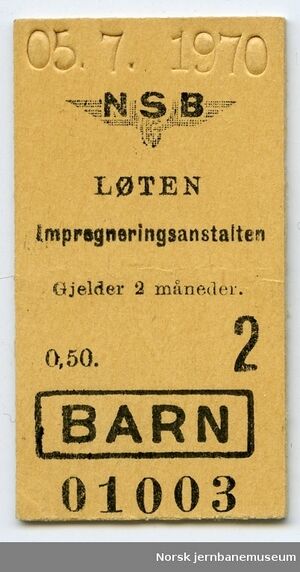 05. 7. 1970
NSB
LØTEN
Impregneringsanstalten
Gjelder 2 måneder.
0,50. 2
BARN
01003
Norsk jernbanemuseum